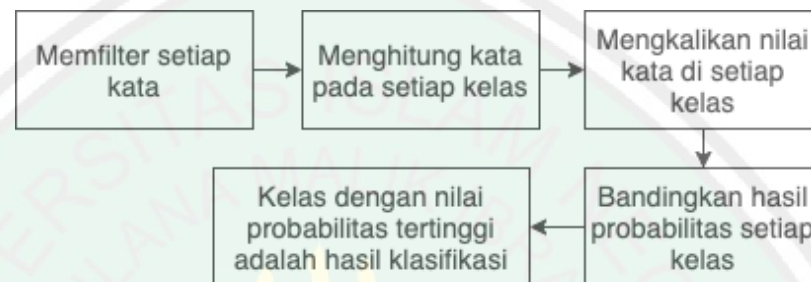 Memfilter setiap
kata
Menghitung kata
pada setiap kelas
Mengkalikan nilai
kata di setiap
kelas
Bandingkan hasil
probabilitas setiap
kelas
Kelas dengan nilai
probabilitas tertinggi
adalah hasil klasifikasi